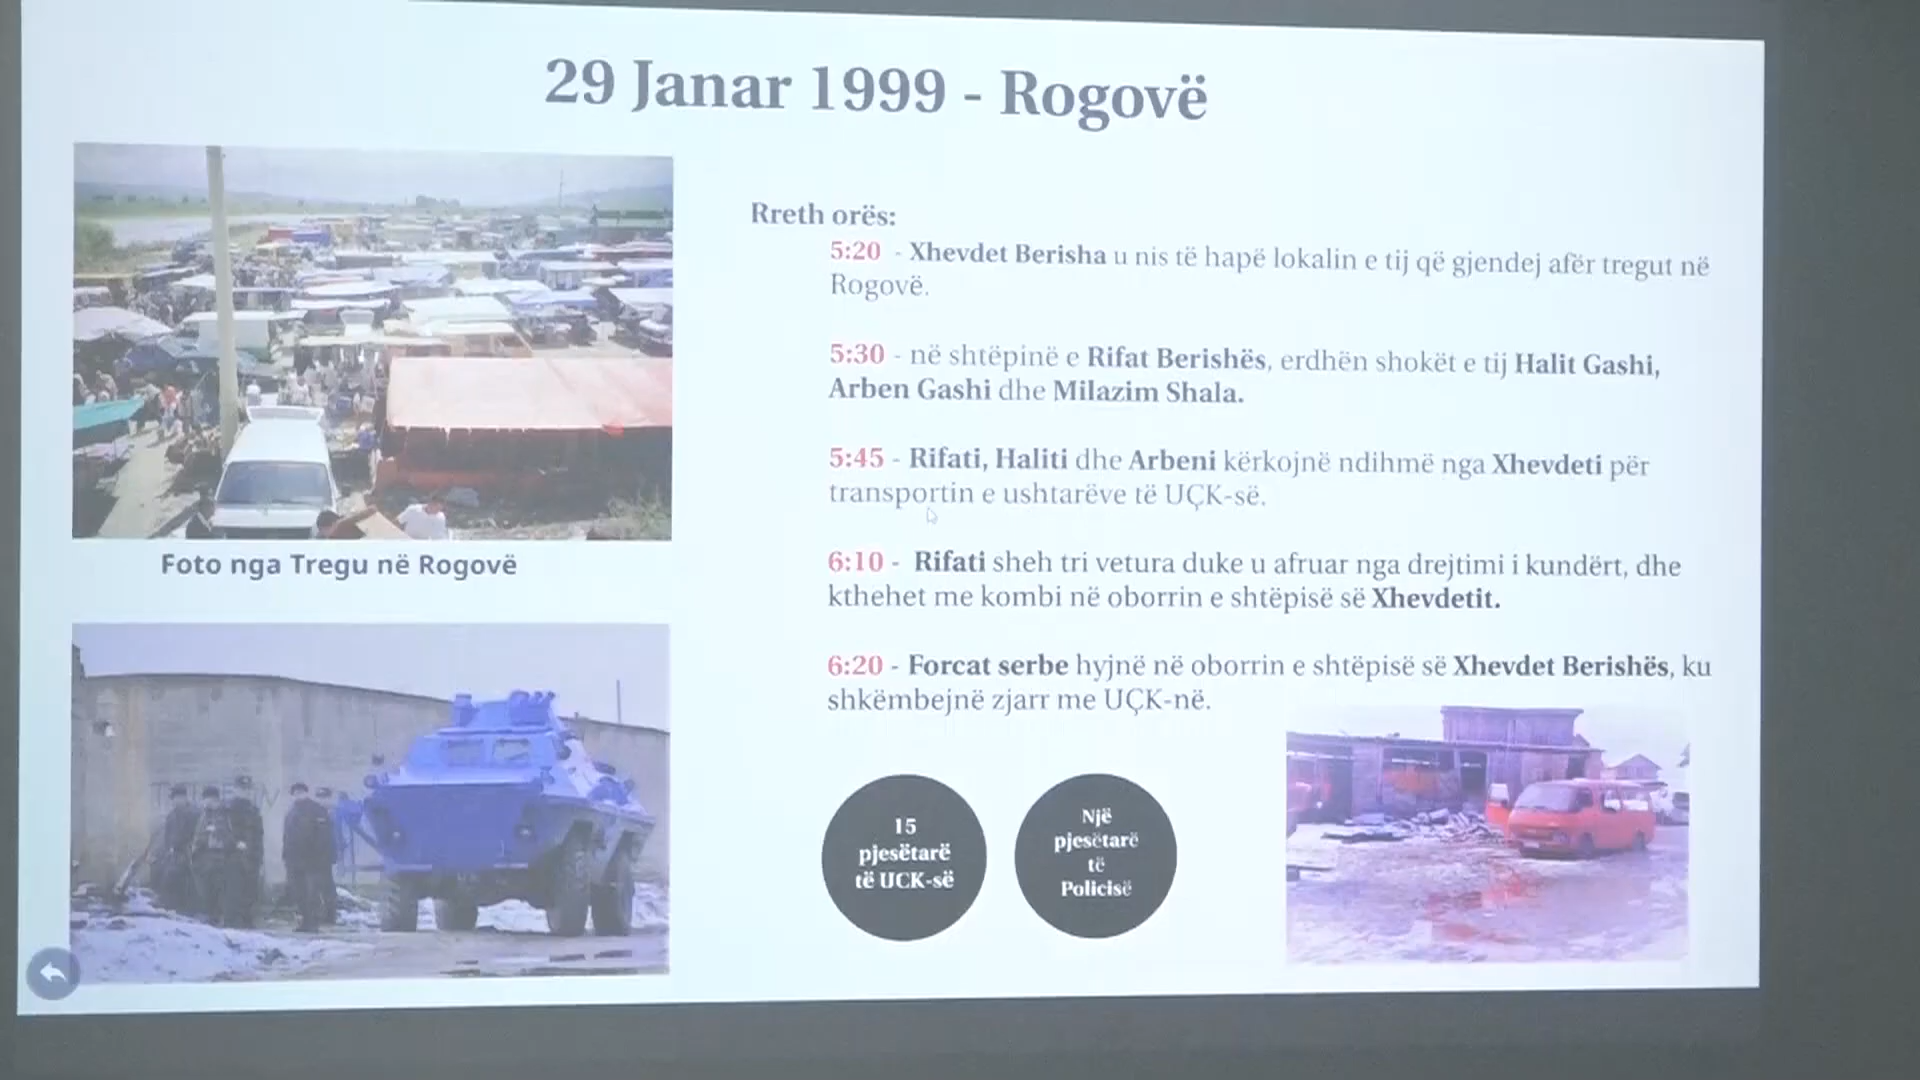 29 Janar 1999 - Rogovë
Rreth orës:
5:20 - Xhevdet Berisha u nis të hapë lokalin e tij që gjendej afër tregut në
Rogovë.
5:30 - në shtëpinë e Rifat Berishës, erdhën shokët e tij Halit Gashi,
Arben Gashi dhe Milazim Shala.
5:45 - Rifati, Haliti dhe Arbeni kërkojnë ndihmë nga Xhevdeti për
transportin e ushtarëve të UÇK-së.
6:10 - Rifati sheh tri vetura duke u afruar nga drejtimi i kundërt, dhe
kthehet me kombi në oborrin e shtëpisë së Xhevdetit.
6:20 - Forcat serbe hyjnë në oborrin e shtëpisë së Xhevdet Berishës, ku
shkëmbejnë zjarr me UÇK-në.
Foto nga Tregu në Rogovë
15
pjesëtarë
të UCK-së
Një
pjesëtarë
të
Policisë